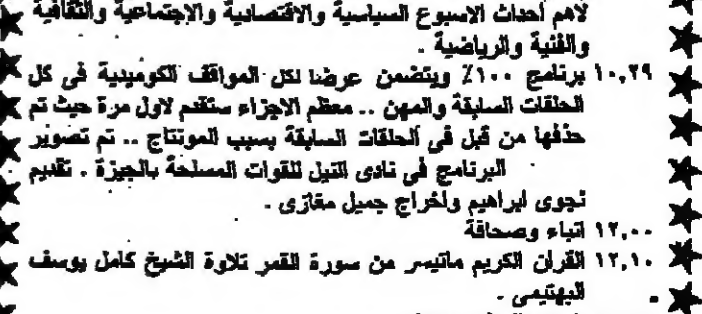 لاهم أحداث الاسبوع السياسية والاقتصادية والاجتماعية والثقافية
والفنية والرياضية .
١٠,٢٩ برنامج ١٠٠٪ ويتضمن عرضا لكل المواقف الكوميدية فى كل
الحلقات السابقة والمهن .. معظم الاجزاء ستقدم لاول مرة حيث تم
حذفها من قبل فى الحلقات السابقة بسبب المونتاج .. تم تصوير
البرنامج فى نادى النيل للقوات المسلحة بالجيزة . تقديم
نجوى ابراهيم واخراج جميل مغازى .
١٢,٠٠ انباء وصحافة
١٢,١٠ القران الكريم ماتيسر من سورة القمر تلاوة الشيخ كامل يوسف
البهتيمى .